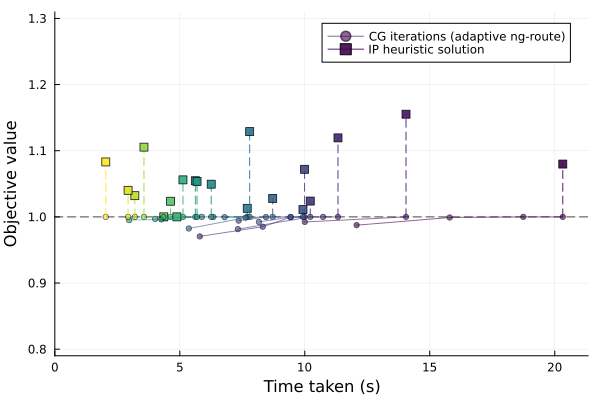 1.3
1.2
1.1
1.0
0.9
0.8
Objective value
CG iterations (adaptive ng-route)
IP heuristic solution
0
5
10
15
20
Time taken (s)